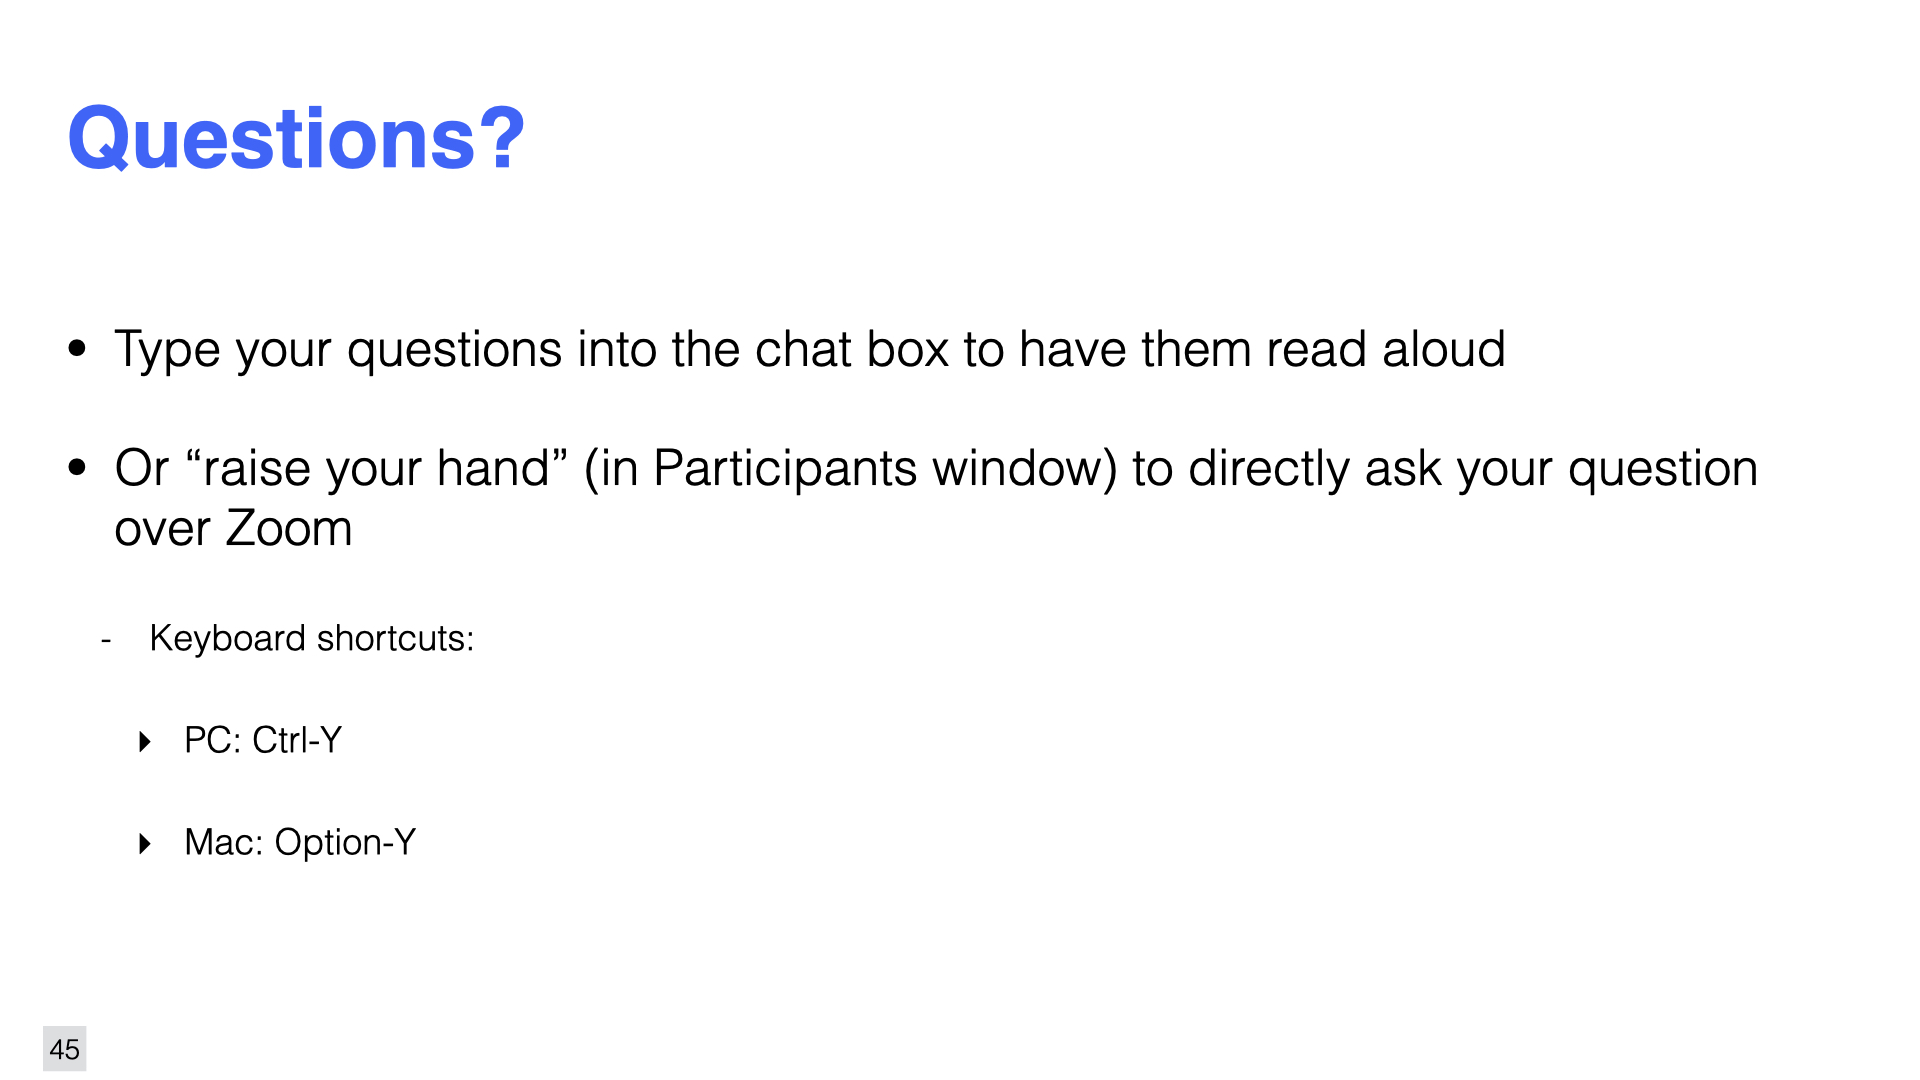 Questions?
• Type your questions into the chat box to have them read aloud
• Or “raise your hand” (in Participants window) to directly ask your question
over Zoom
- Keyboard shortcuts:
‣ PC: Ctrl-Y
‣ Mac: Option-Y
45